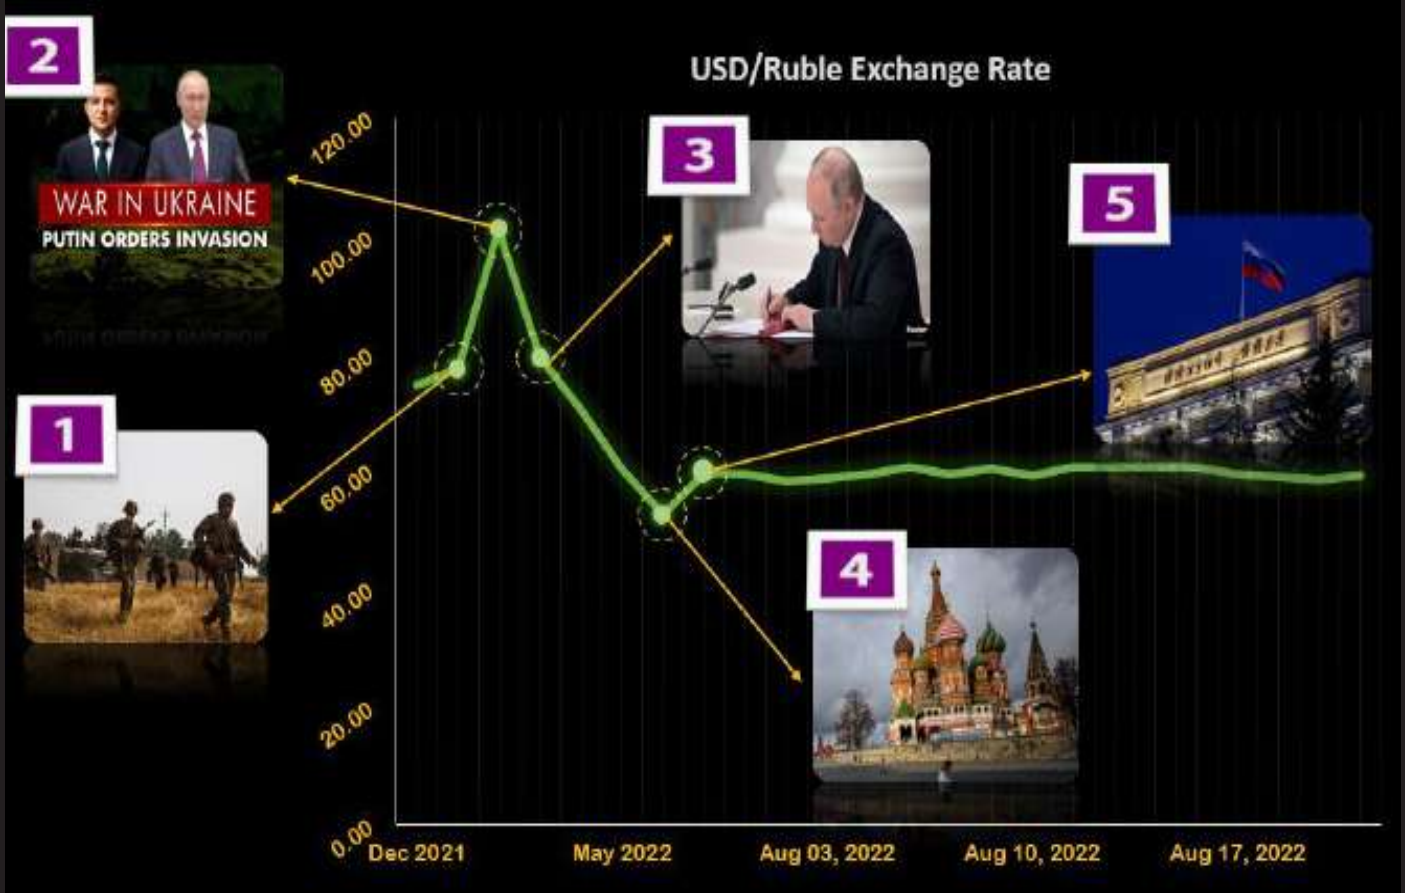 2
USD/Ruble Exchange Rate
WAR IN UKRAINE
PUTIN ORDERS INVASION
3
5
1
4
120.00
100.00
80.00
60.00
40.00
20.00
0.00
Dec 2021
May 2022
Aug 03, 2022
Aug 10, 2022
Aug 17, 2022